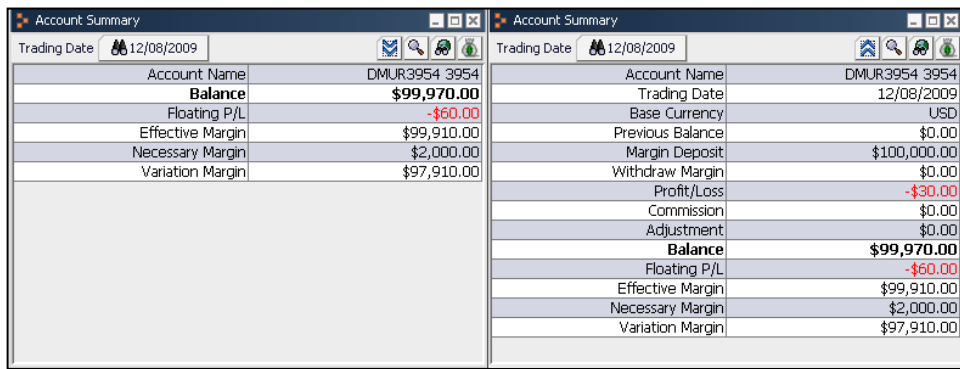 Account Summary
Trading Date 12/08/2009
Account Name DMUR3954 3954
Balance $99,970.00
Floating P/L -$60.00
Effective Margin $99,910.00
Necessary Margin $2,000.00
Variation Margin $97,910.00
Account Summary
Trading Date 12/08/2009
Account Name DMUR3954 3954
Trading Date 12/08/2009
Base Currency USD
Previous Balance $0.00
Margin Deposit $100,000.00
Withdraw Margin $0.00
Profit/Loss -$30.00
Commission $0.00
Adjustment $0.00
Balance $99,970.00
Floating P/L -$60.00
Effective Margin $99,910.00
Necessary Margin $2,000.00
Variation Margin $97,910.00